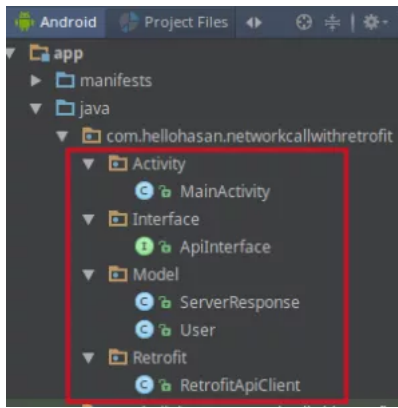 Android Project Files
app
manifests
java
com.hellohasan.networkcallwithretrofit
Activity
C MainActivity
Interface
I ApiInterface
Model
C ServerResponse
C User
Retrofit
C RetrofitApiClient